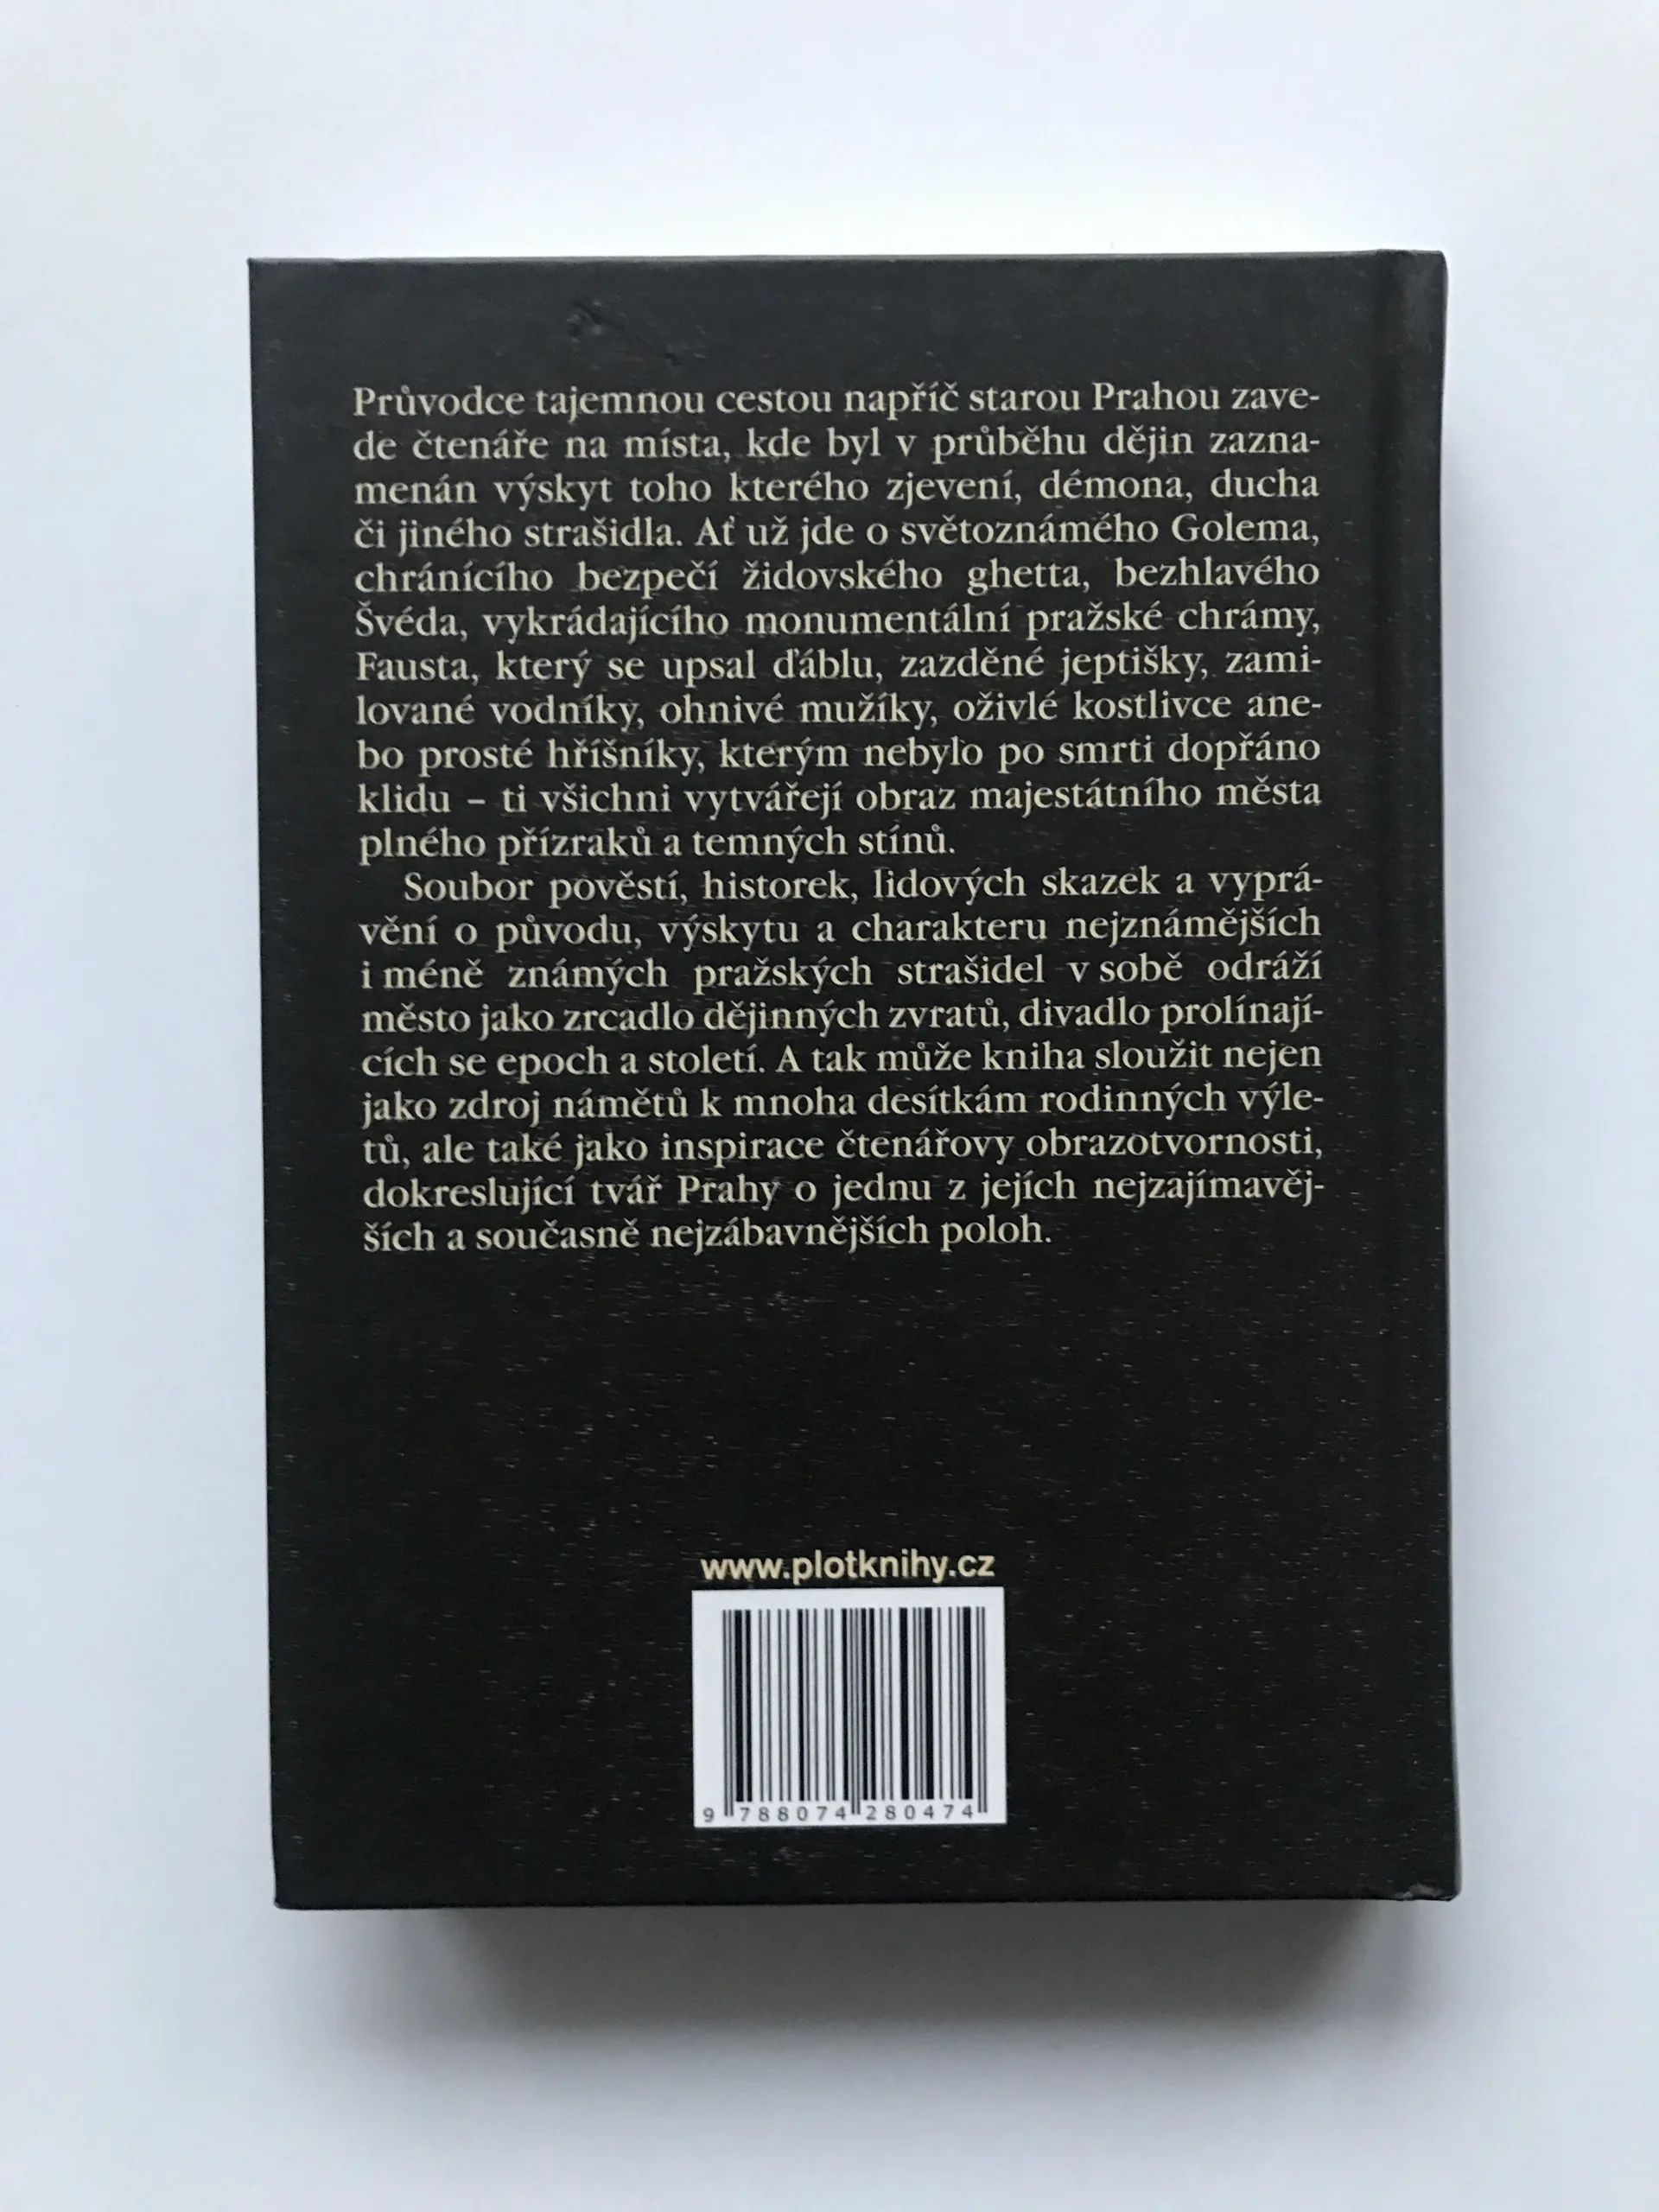 Průvodce tajemnou cestou napříč starou Prahou zave-
de čtenáře na místa, kde byl v průběhu dějin zazna-
menán výskyt toho kterého zjevení, démona, ducha
či jiného strašidla. Ať už jde o světoznámého Golema,
chránícího bezpečí židovského ghetta, bezhlavého
Švéda, vykrádajícího monumentální pražské chrámy,
Fausta, který se upsal ďáblu, zazděné jeptišky, zami-
lované vodníky, ohnivé mužíky, oživlé kostlivce ane-
bo prosté hříšníky, kterým nebylo po smrti dopřáno
klidu – ti všichni vytvářejí obraz majestátního města
plného přízraků a temných stínů.
Soubor pověstí, historek, lidových skazek a vyprá-
vění o původu, výskytu a charakteru nejznámějších
i méně známých pražských strašidel v sobě odráží
město jako zrcadlo dějinných zvratů, divadlo prolínají-
cích se epoch a století. A tak může kniha sloužit nejen
jako zdroj námětů k mnoha desítkám rodinných výle-
tů, ale také jako inspirace čtenářovy obrazotvornosti,
dokreslující tvář Prahy o jednu z jejích nejzajímavěj-
ších a současně nejzábavnějších poloh.
www.plotknihy.cz
9 788074 280474